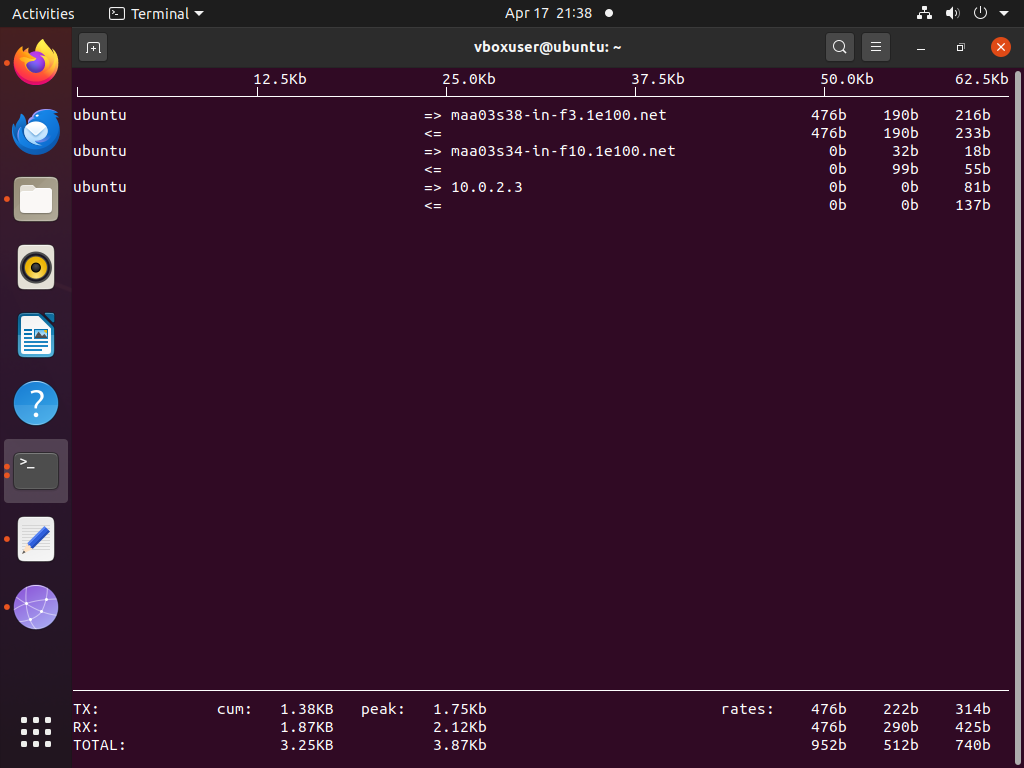 Activities Terminal Apr 17 21:38
vboxuser@ubuntu: ~
12.5Kb 25.0Kb 37.5Kb 50.0Kb 62.5Kb
ubuntu => maa03s38-in-f3.1e100.net 476b 190b 216b
<= 476b 190b 233b
ubuntu => maa03s34-in-f10.1e100.net 0b 32b 18b
<= 0b 99b 55b
ubuntu => 10.0.2.3 0b 0b 81b
<= 0b 0b 137b
TX: cum: 1.38KB peak: 1.75Kb rates: 476b 222b 314b
RX: 1.87KB 2.12Kb 476b 290b 425b
TOTAL: 3.25KB 3.87Kb 952b 512b 740b